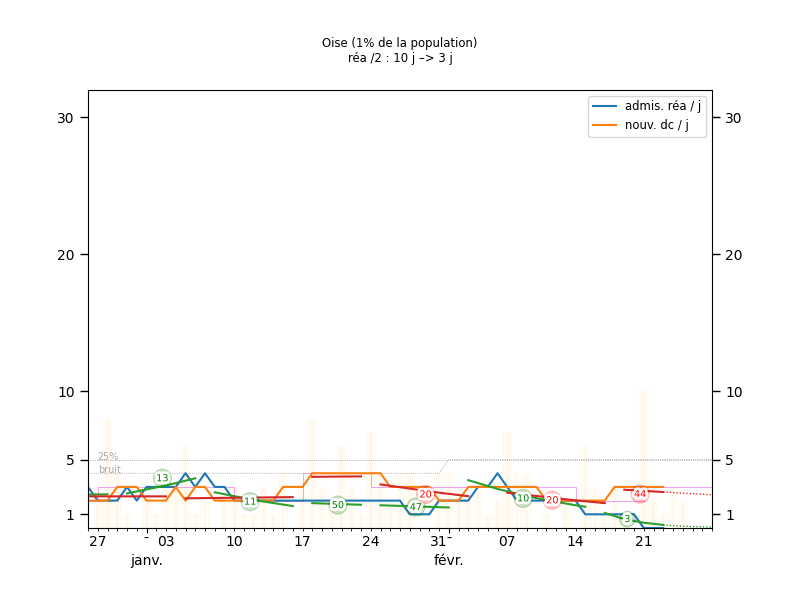 Oise (1% de la population)
réa /2 : 10 j –> 3 j
admis. réa / j
nouv. dc / j
30 30
20 20
10 10
5 5
1 1
25%
bruit
13 11 50 47 20 10 20 3 44
27 - 03 10 17 24 31- 07 14 21
janv. févr.